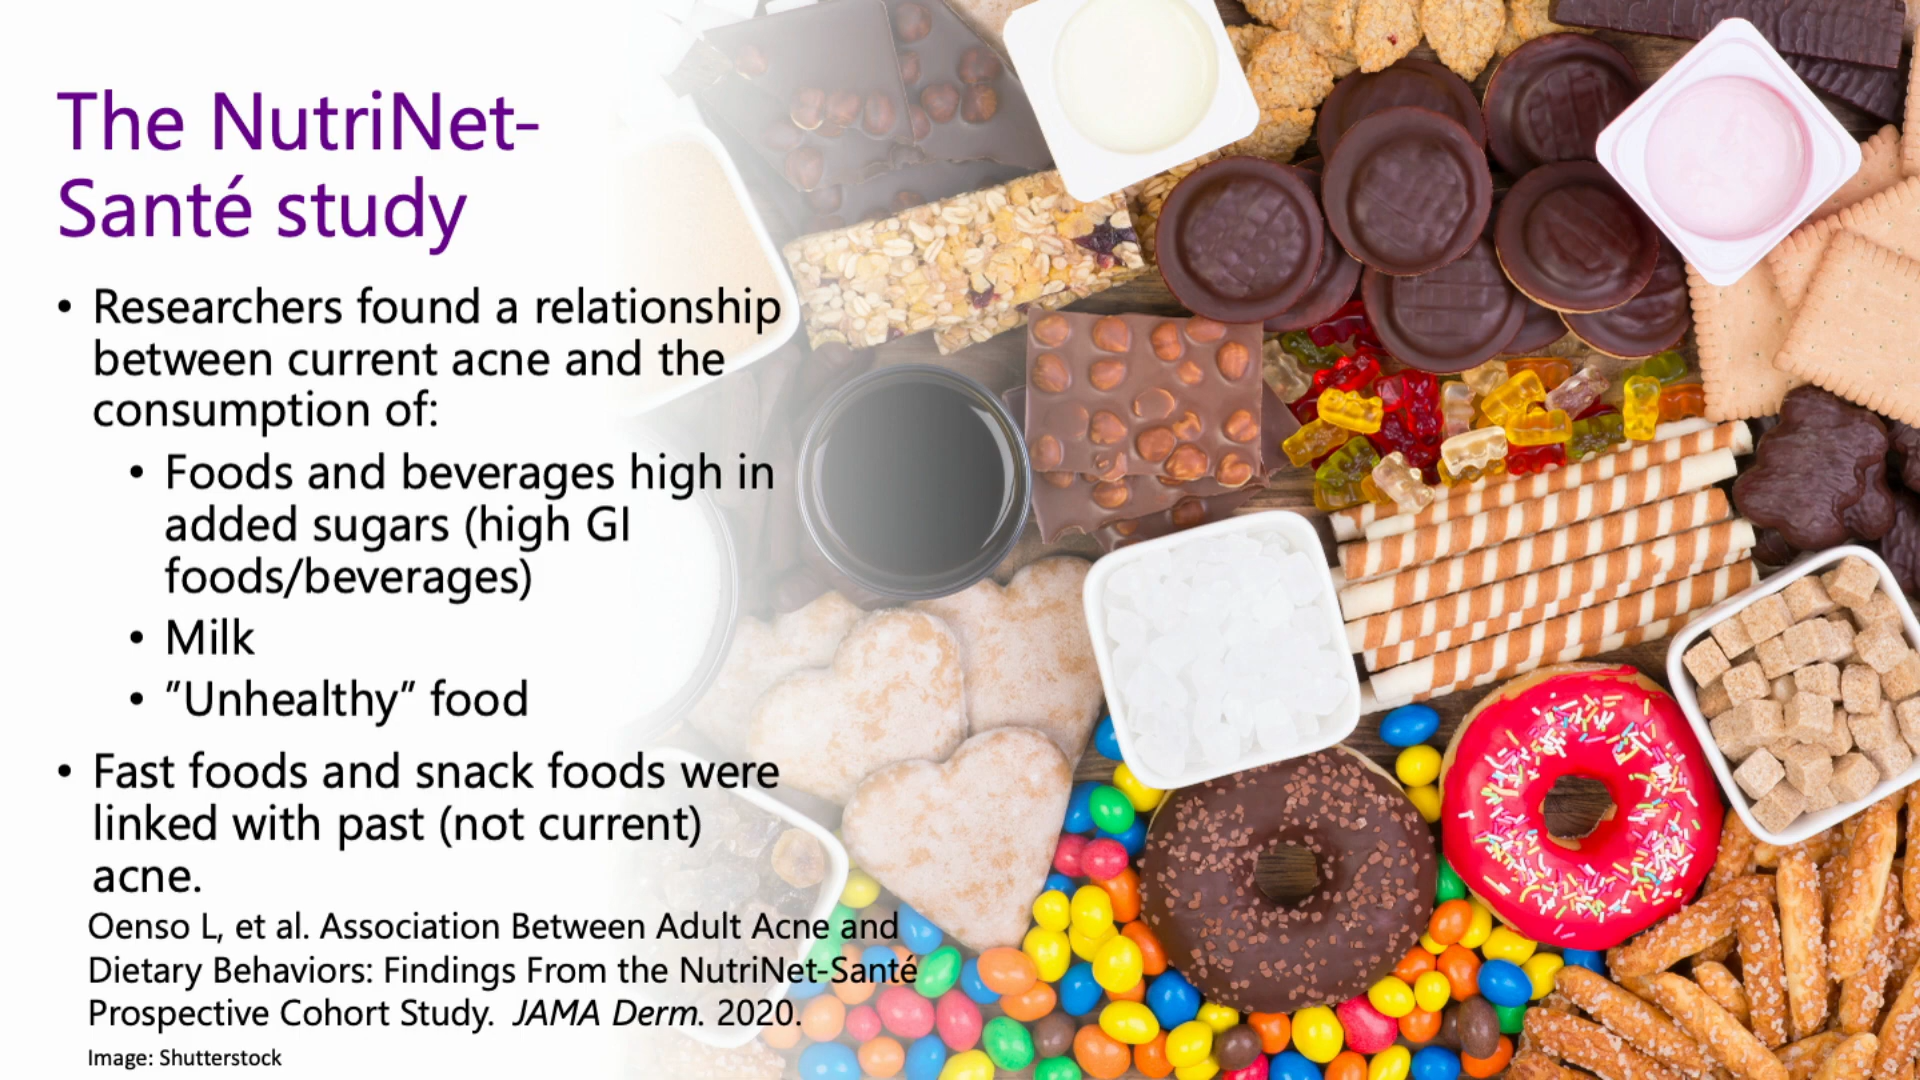 The NutriNet-
Santé study
• Researchers found a relationship
between current acne and the
consumption of:
• Foods and beverages high in
added sugars (high GI
foods/beverages)
• Milk
• ”Unhealthy” food
• Fast foods and snack foods were
linked with past (not current)
acne.
Oenso L, et al. Association Between Adult Acne and
Dietary Behaviors: Findings From the NutriNet-Santé
Prospective Cohort Study. JAMA Derm. 2020.
Image: Shutterstock